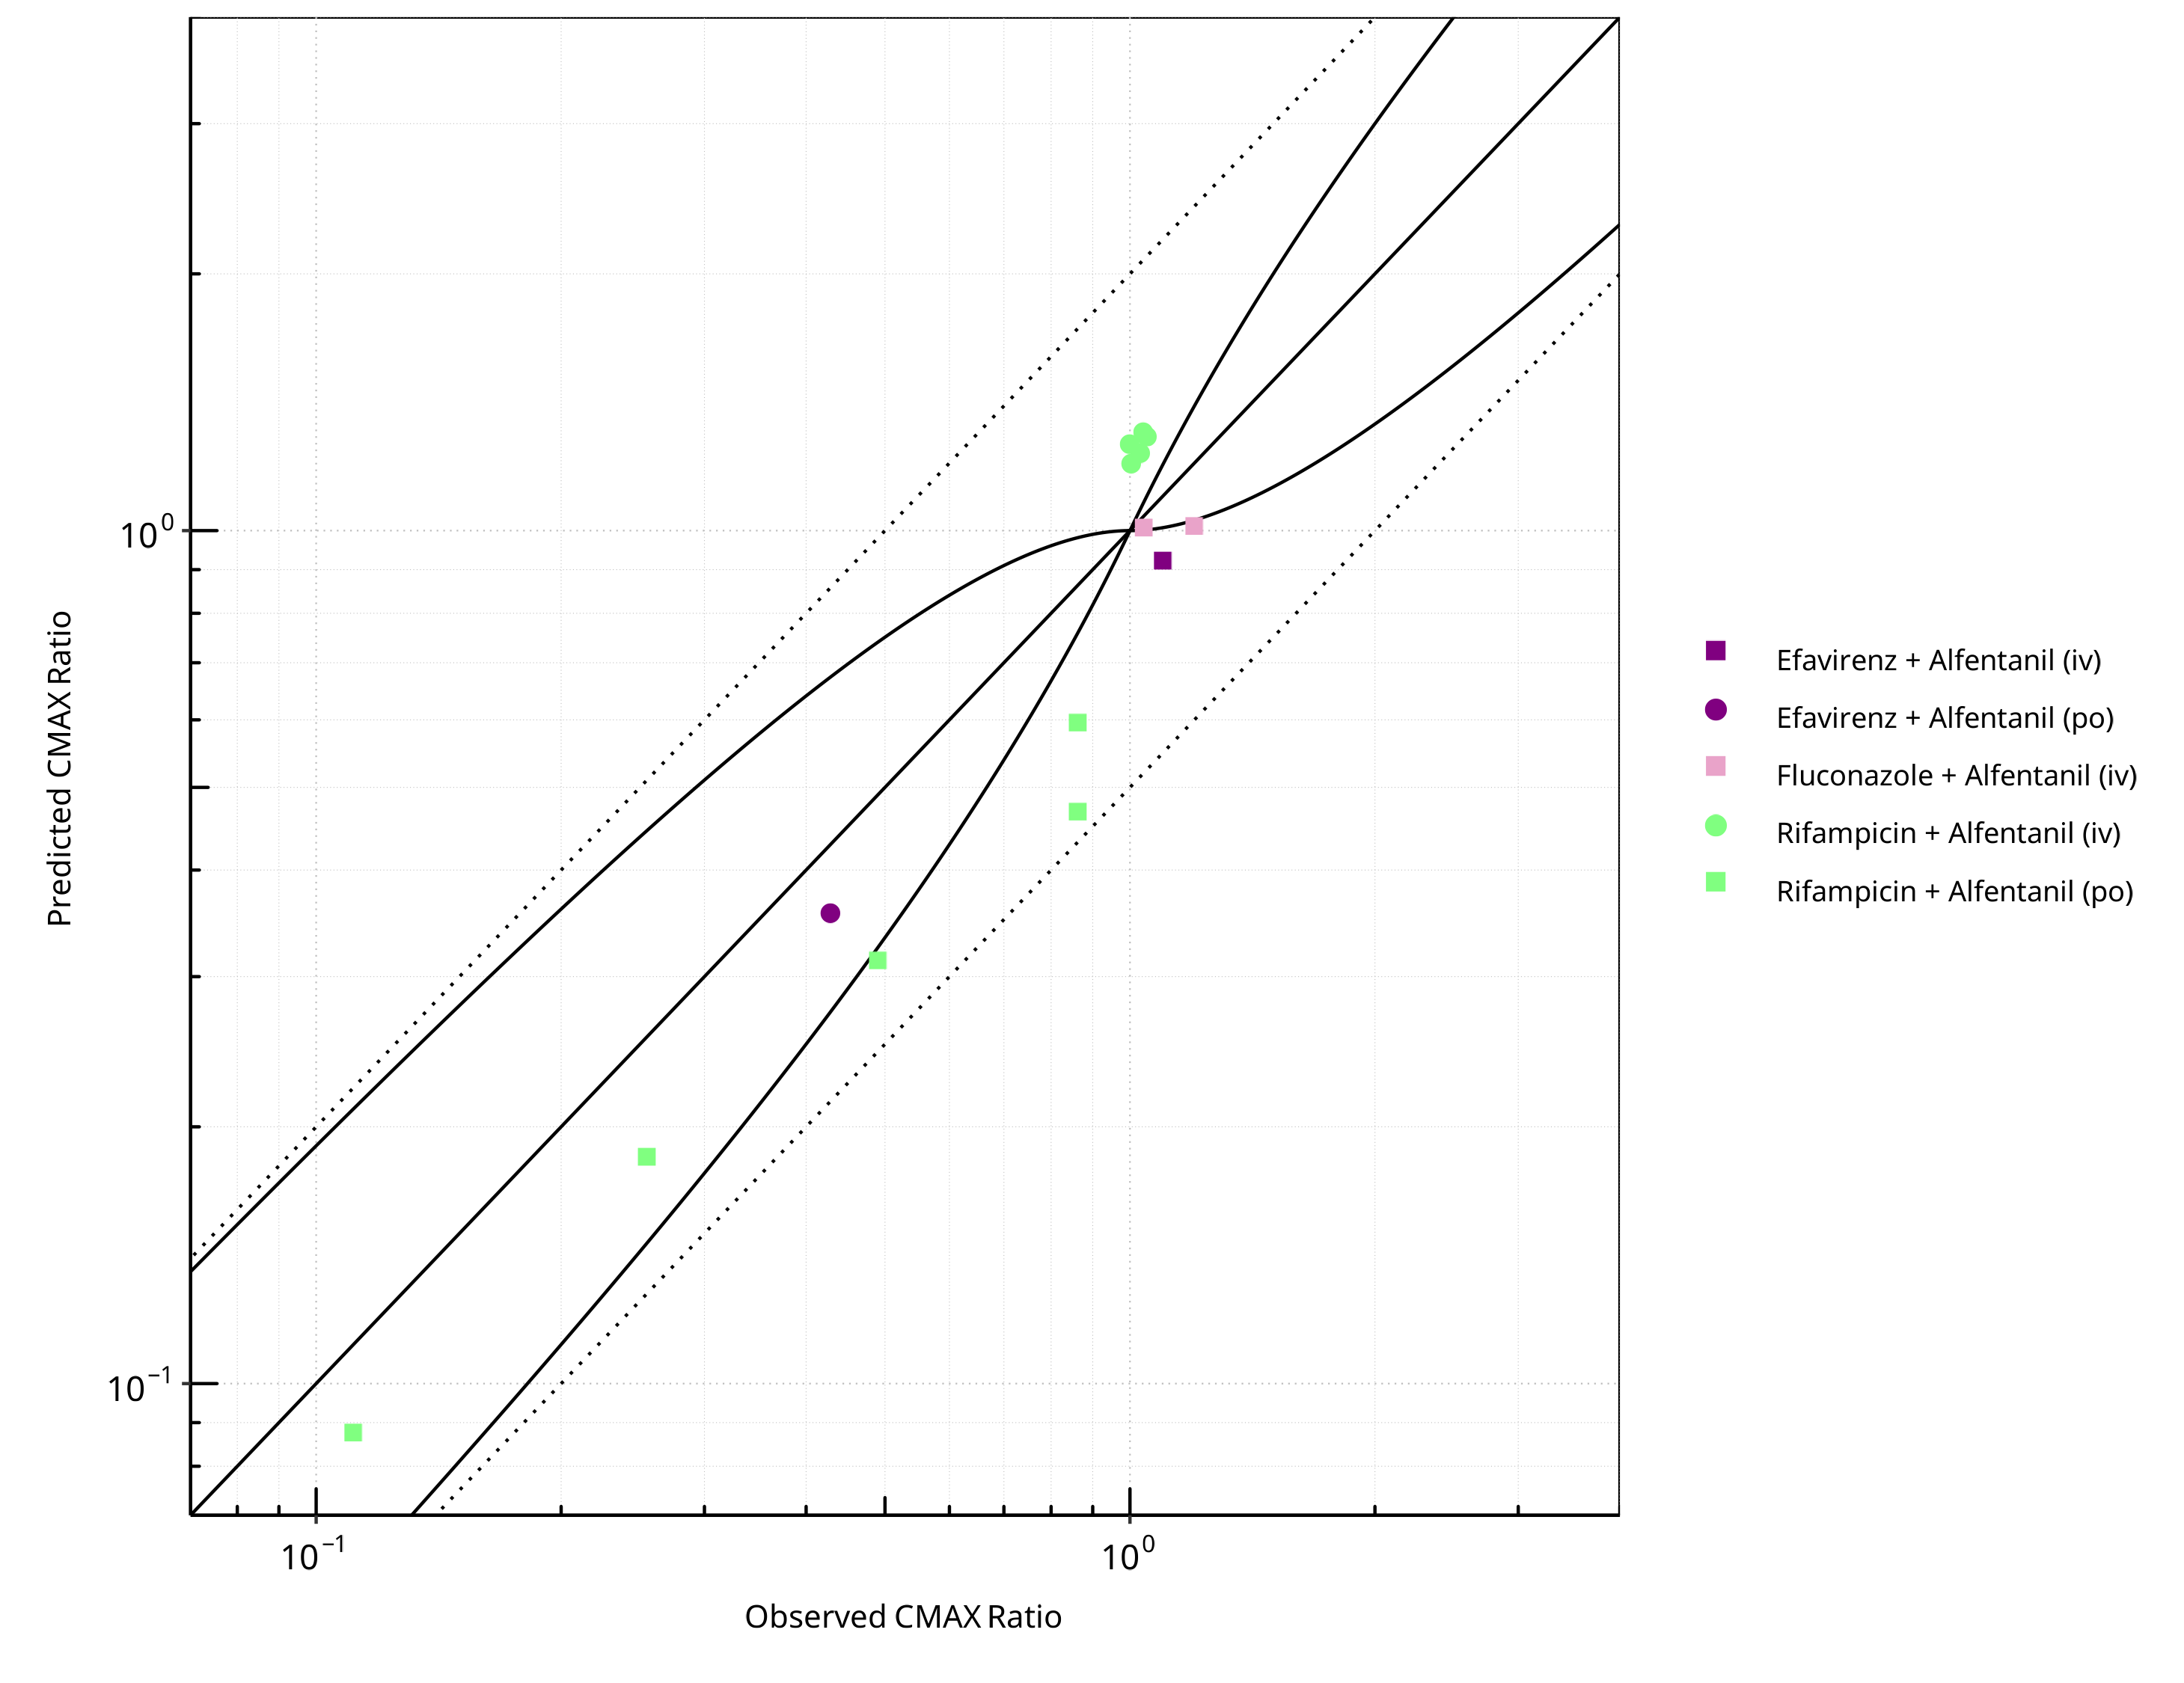 Predicted CMAX Ratio
10⁰
10⁻¹
10⁻¹
10⁰
Observed CMAX Ratio
Efavirenz + Alfentanil (iv)
Efavirenz + Alfentanil (po)
Fluconazole + Alfentanil (iv)
Rifampicin + Alfentanil (iv)
Rifampicin + Alfentanil (po)